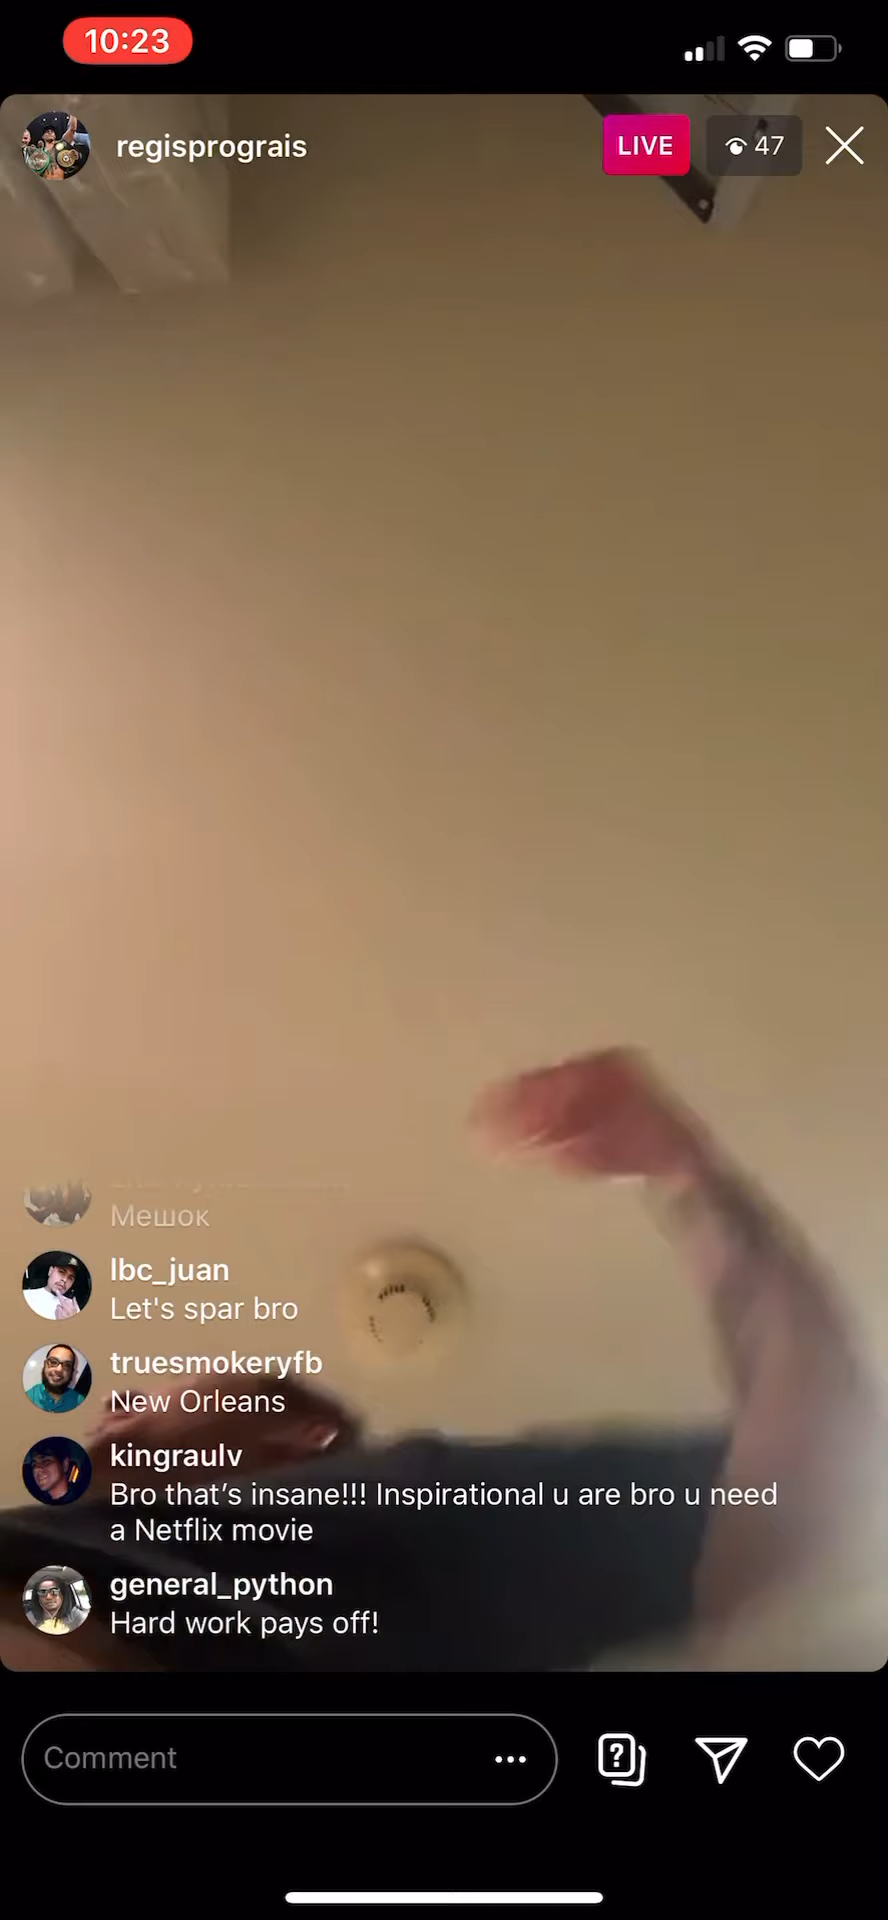 10:23
regisprograis
LIVE
47
Мешок
lbc_juan
Let's spar bro
truesmokeryfb
New Orleans
kingraulv
Bro that’s insane!!! Inspirational u are bro u need
a Netflix movie
general_python
Hard work pays off!
Comment